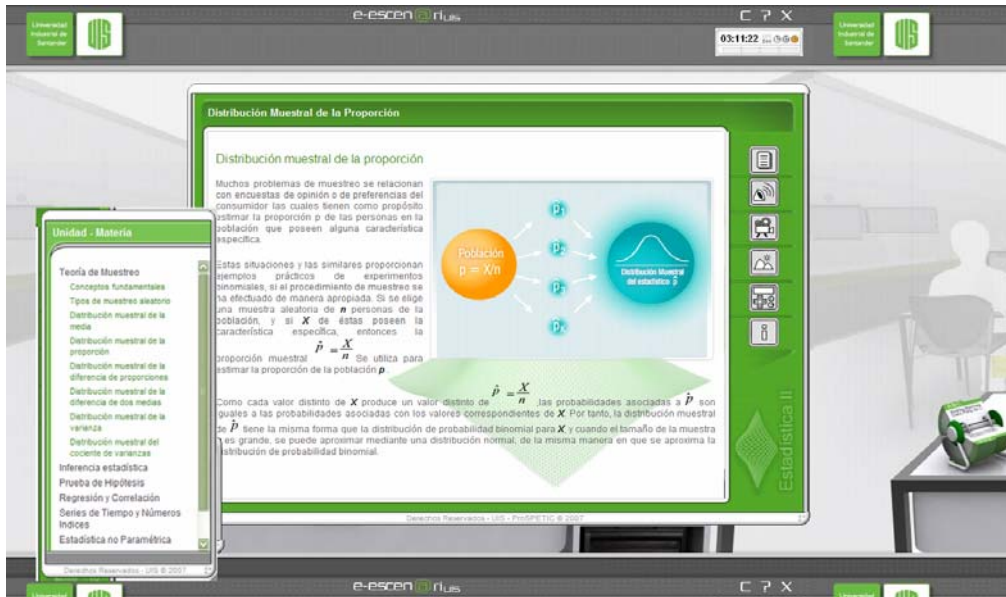 Universidad
Industrial de
Santander
UIS
e-escen@riUIS
C ? X
Universidad
Industrial de
Santander
UIS
03:11:22
Distribución Muestral de la Proporción
Distribución muestral de la proporción
Muchos problemas de muestreo se relacionan
con encuestas de opinión o de preferencias del
consumidor las cuales tienen como propósito
estimar la proporción p de las personas en la
población que poseen alguna característica
específica.
Estas situaciones y las similares proporcionan
ejemplos prácticos de experimentos
binomiales, si el procedimiento de muestreo se
ha efectuado de manera apropiada. Si se elige
una muestra aleatoria de n personas de la
población, y si X de éstas poseen la
característica específica, entonces la
proporción muestral p̂ = X/n Se utiliza para
estimar la proporción de la población p.
Población
p = X/n
p1
p2
Distribución Muestral
del estadístico p̂
Como cada valor distinto de X produce un valor distinto de p̂ = X/n ,las probabilidades asociadas a p̂ son
iguales a las probabilidades asociadas con los valores correspondientes de X. Por tanto, la distribución muestral
de p̂ tiene la misma forma que la distribución de probabilidad binomial para X, y cuando el tamaño de la muestra
es grande, se puede aproximar mediante una distribución normal, de la misma manera en que se aproxima la
distribución de probabilidad binomial.
Estadística II
Derechos Reservados - UIS - ProSPETIC © 2007
Unidad - Materia
Teoría de Muestreo
Conceptos fundamentales
Tipos de muestreo aleatorio
Distribución muestral de la
media
Distribución muestral de la
proporción
Distribución muestral de la
diferencia de proporciones
Distribución muestral de la
diferencia de dos medias
Distribución muestral de la
varianza
Distribución muestral del
cociente de varianzas
Inferencia estadística
Prueba de Hipótesis
Regresión y Correlación
Series de Tiempo y Números
Indices
Estadística no Paramétrica
Derechos Reservados - UIS © 2007
Universidad
e-escen@riUIS
C ? X
Universidad